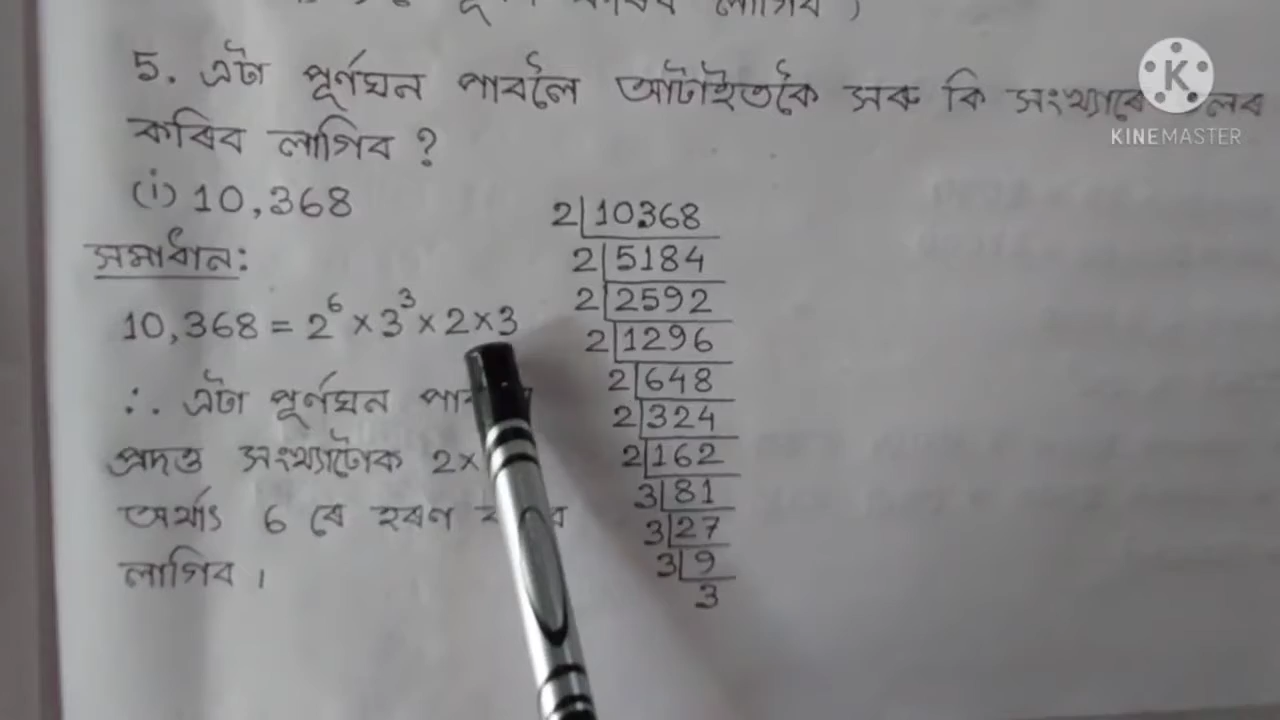 লাগিব
5. এটা পূৰ্ণঘন পাবলৈ আটাইতকৈ সৰু কি সংখ্যাৰে
কৰিব লাগিব ?
(i) 10,368
সমাধান:
10,368 = 2⁶ × 3³ × 2 × 3
∴ এটা পূৰ্ণঘন
প্ৰদত্ত সংখ্যাটোক 2×
অৰ্থাৎ 6 ৰে হৰণ
লাগিব ।
2|10368
2|5184
2|2592
2|1296
2|648
2|324
2|162
3|81
3|27
3|9
3
K
KINEMASTER